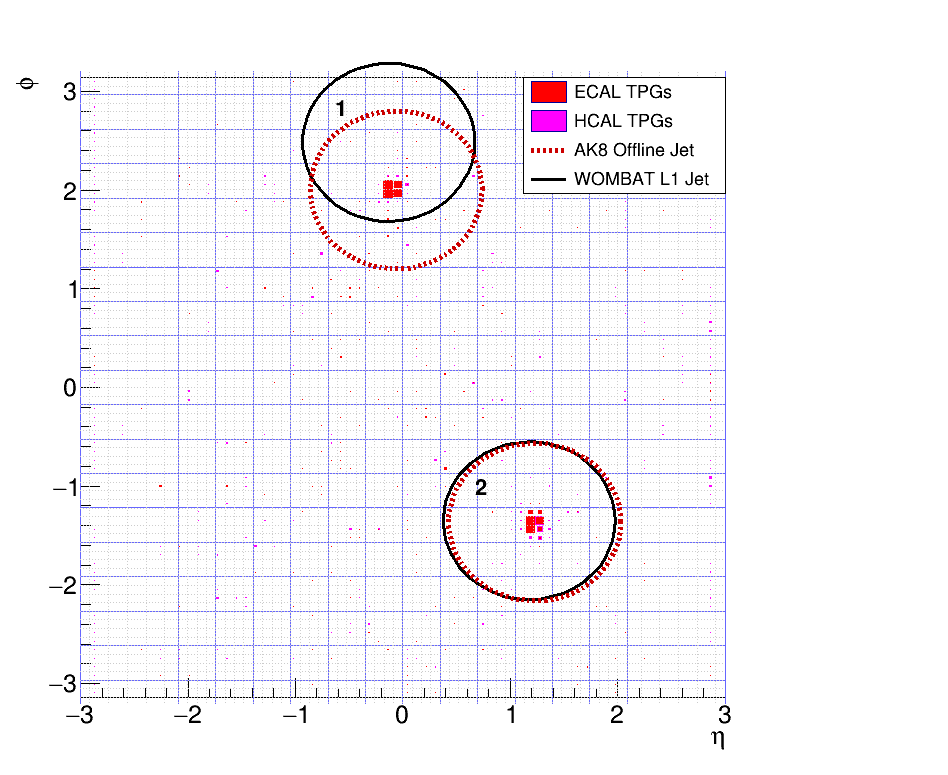 ϕ
3
2
1
0
−1
−2
−3
−3 −2 −1 0 1 2 3
η
1
2
ECAL TPGs
HCAL TPGs
AK8 Offline Jet
WOMBAT L1 Jet